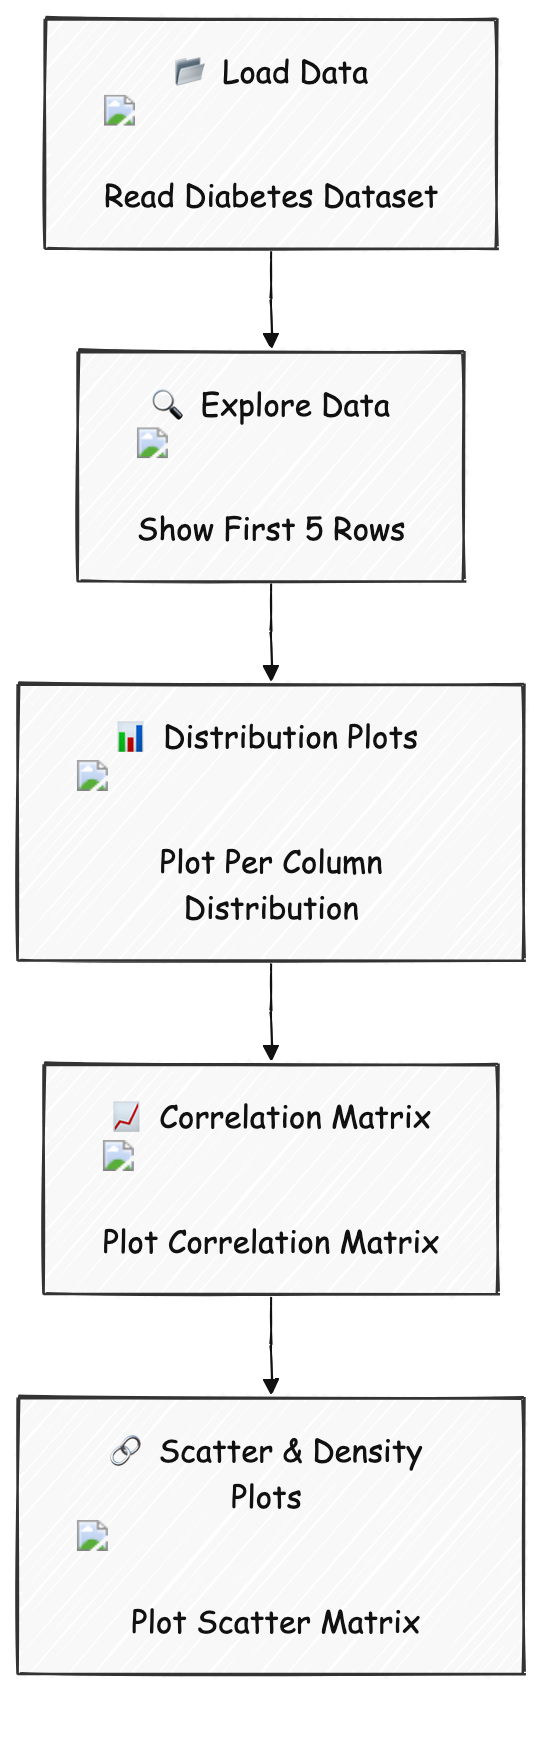 Load Data
Read Diabetes Dataset
Explore Data
Show First 5 Rows
Distribution Plots
Plot Per Column
Distribution
Correlation Matrix
Plot Correlation Matrix
Scatter & Density
Plots
Plot Scatter Matrix